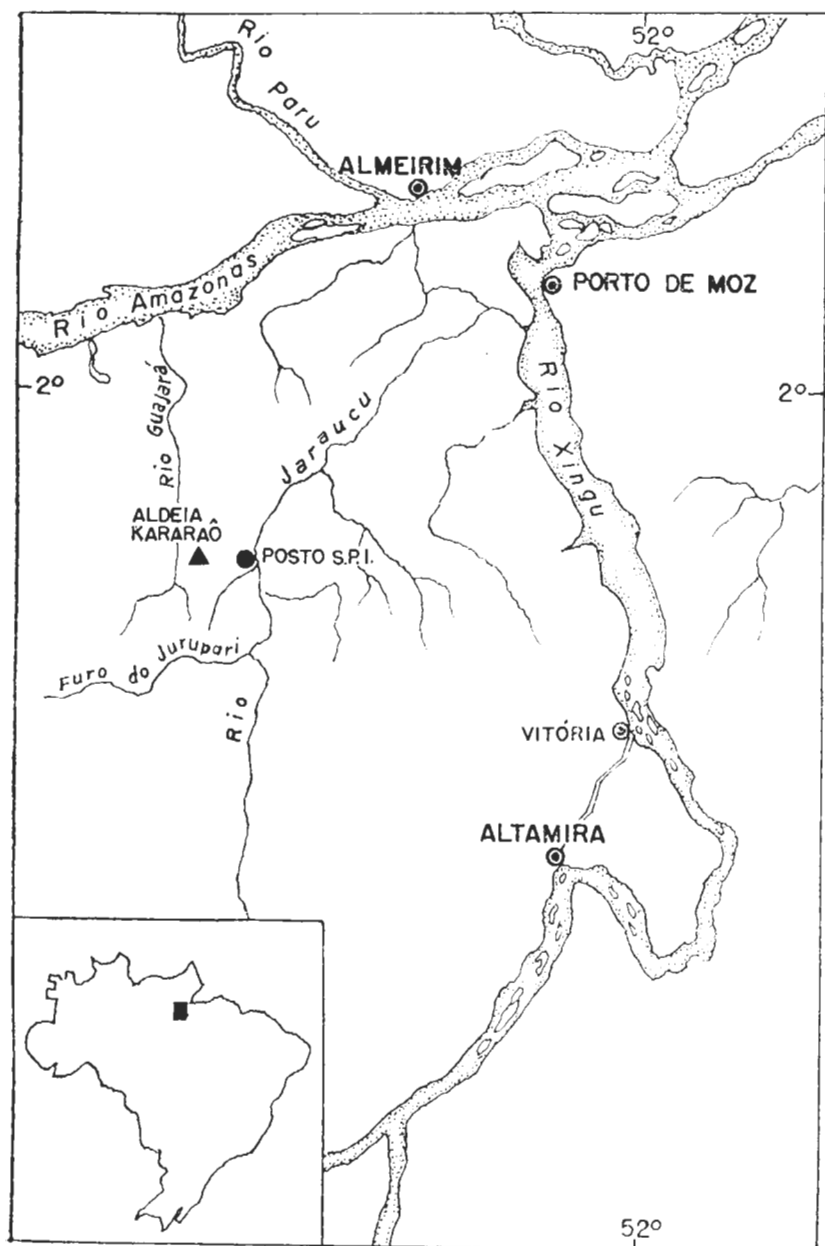 52º
Rio Paru
ALMEIRIM
PORTO DE MOZ
Rio Amazonas
2º
2º
Rio Guajará
Jaraucu
Rio Xingu
ALDEIA
KARARAÔ
POSTO S.P.I.
Furo do Jurupari
Rio
VITÓRIA
ALTAMIRA
52º